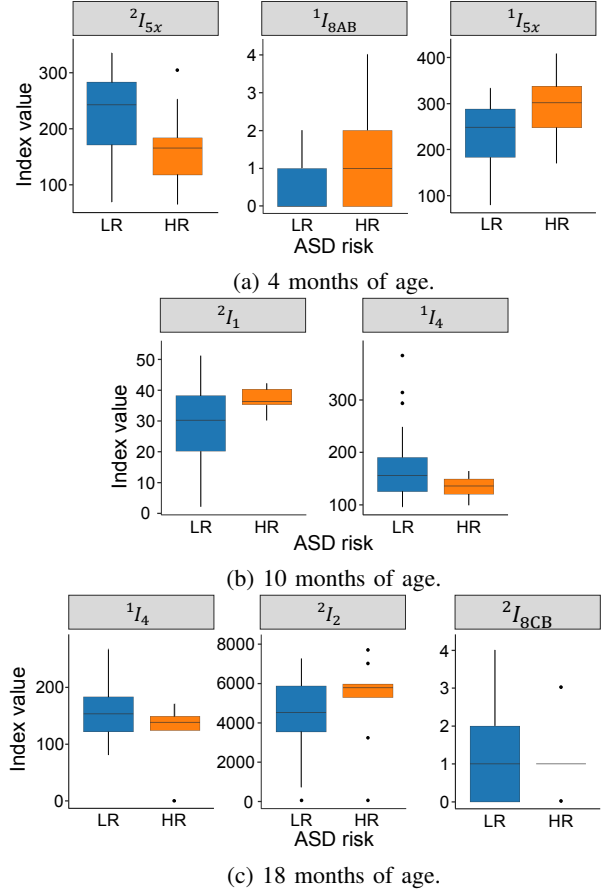 ²I₅ₓ ¹I₈AB ¹I₅ₓ
Index value
300
200
100
4
3
2
1
0
400
300
200
100
LR HR LR HR LR HR
ASD risk
(a) 4 months of age.
²I₁ ¹I₄
Index value
50
40
30
20
10
0
300
200
100
LR HR LR HR
ASD risk
(b) 10 months of age.
¹I₄ ²I₂ ²I₈CB
Index value
200
100
0
8000
6000
4000
2000
0
4
3
2
1
0
LR HR LR HR LR HR
ASD risk
(c) 18 months of age.